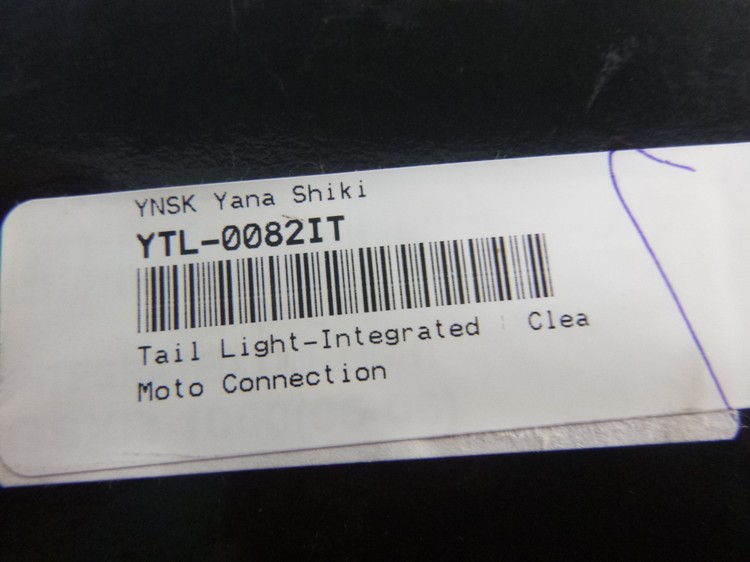 YNSK Yana Shiki
YTL-0082IT
Tail Light-Integrated Clea
Moto Connection